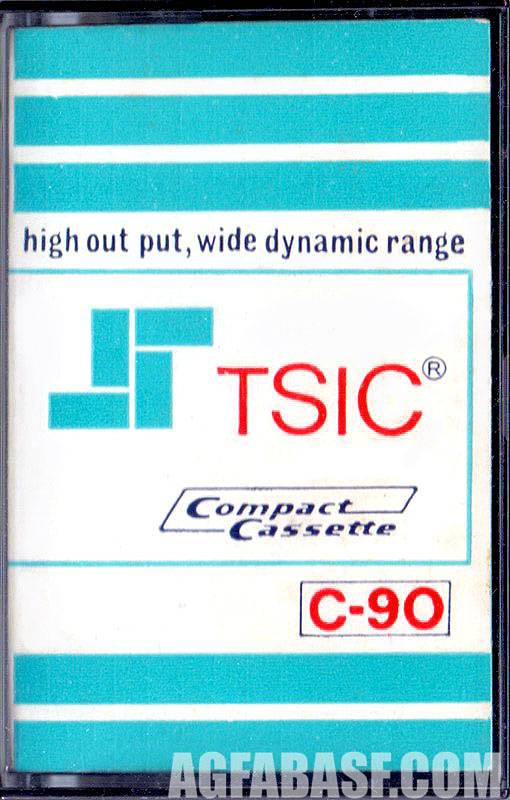 high out put, wide dynamic range
TSIC®
Compact
Cassette
C-90
AGFABASF.COM